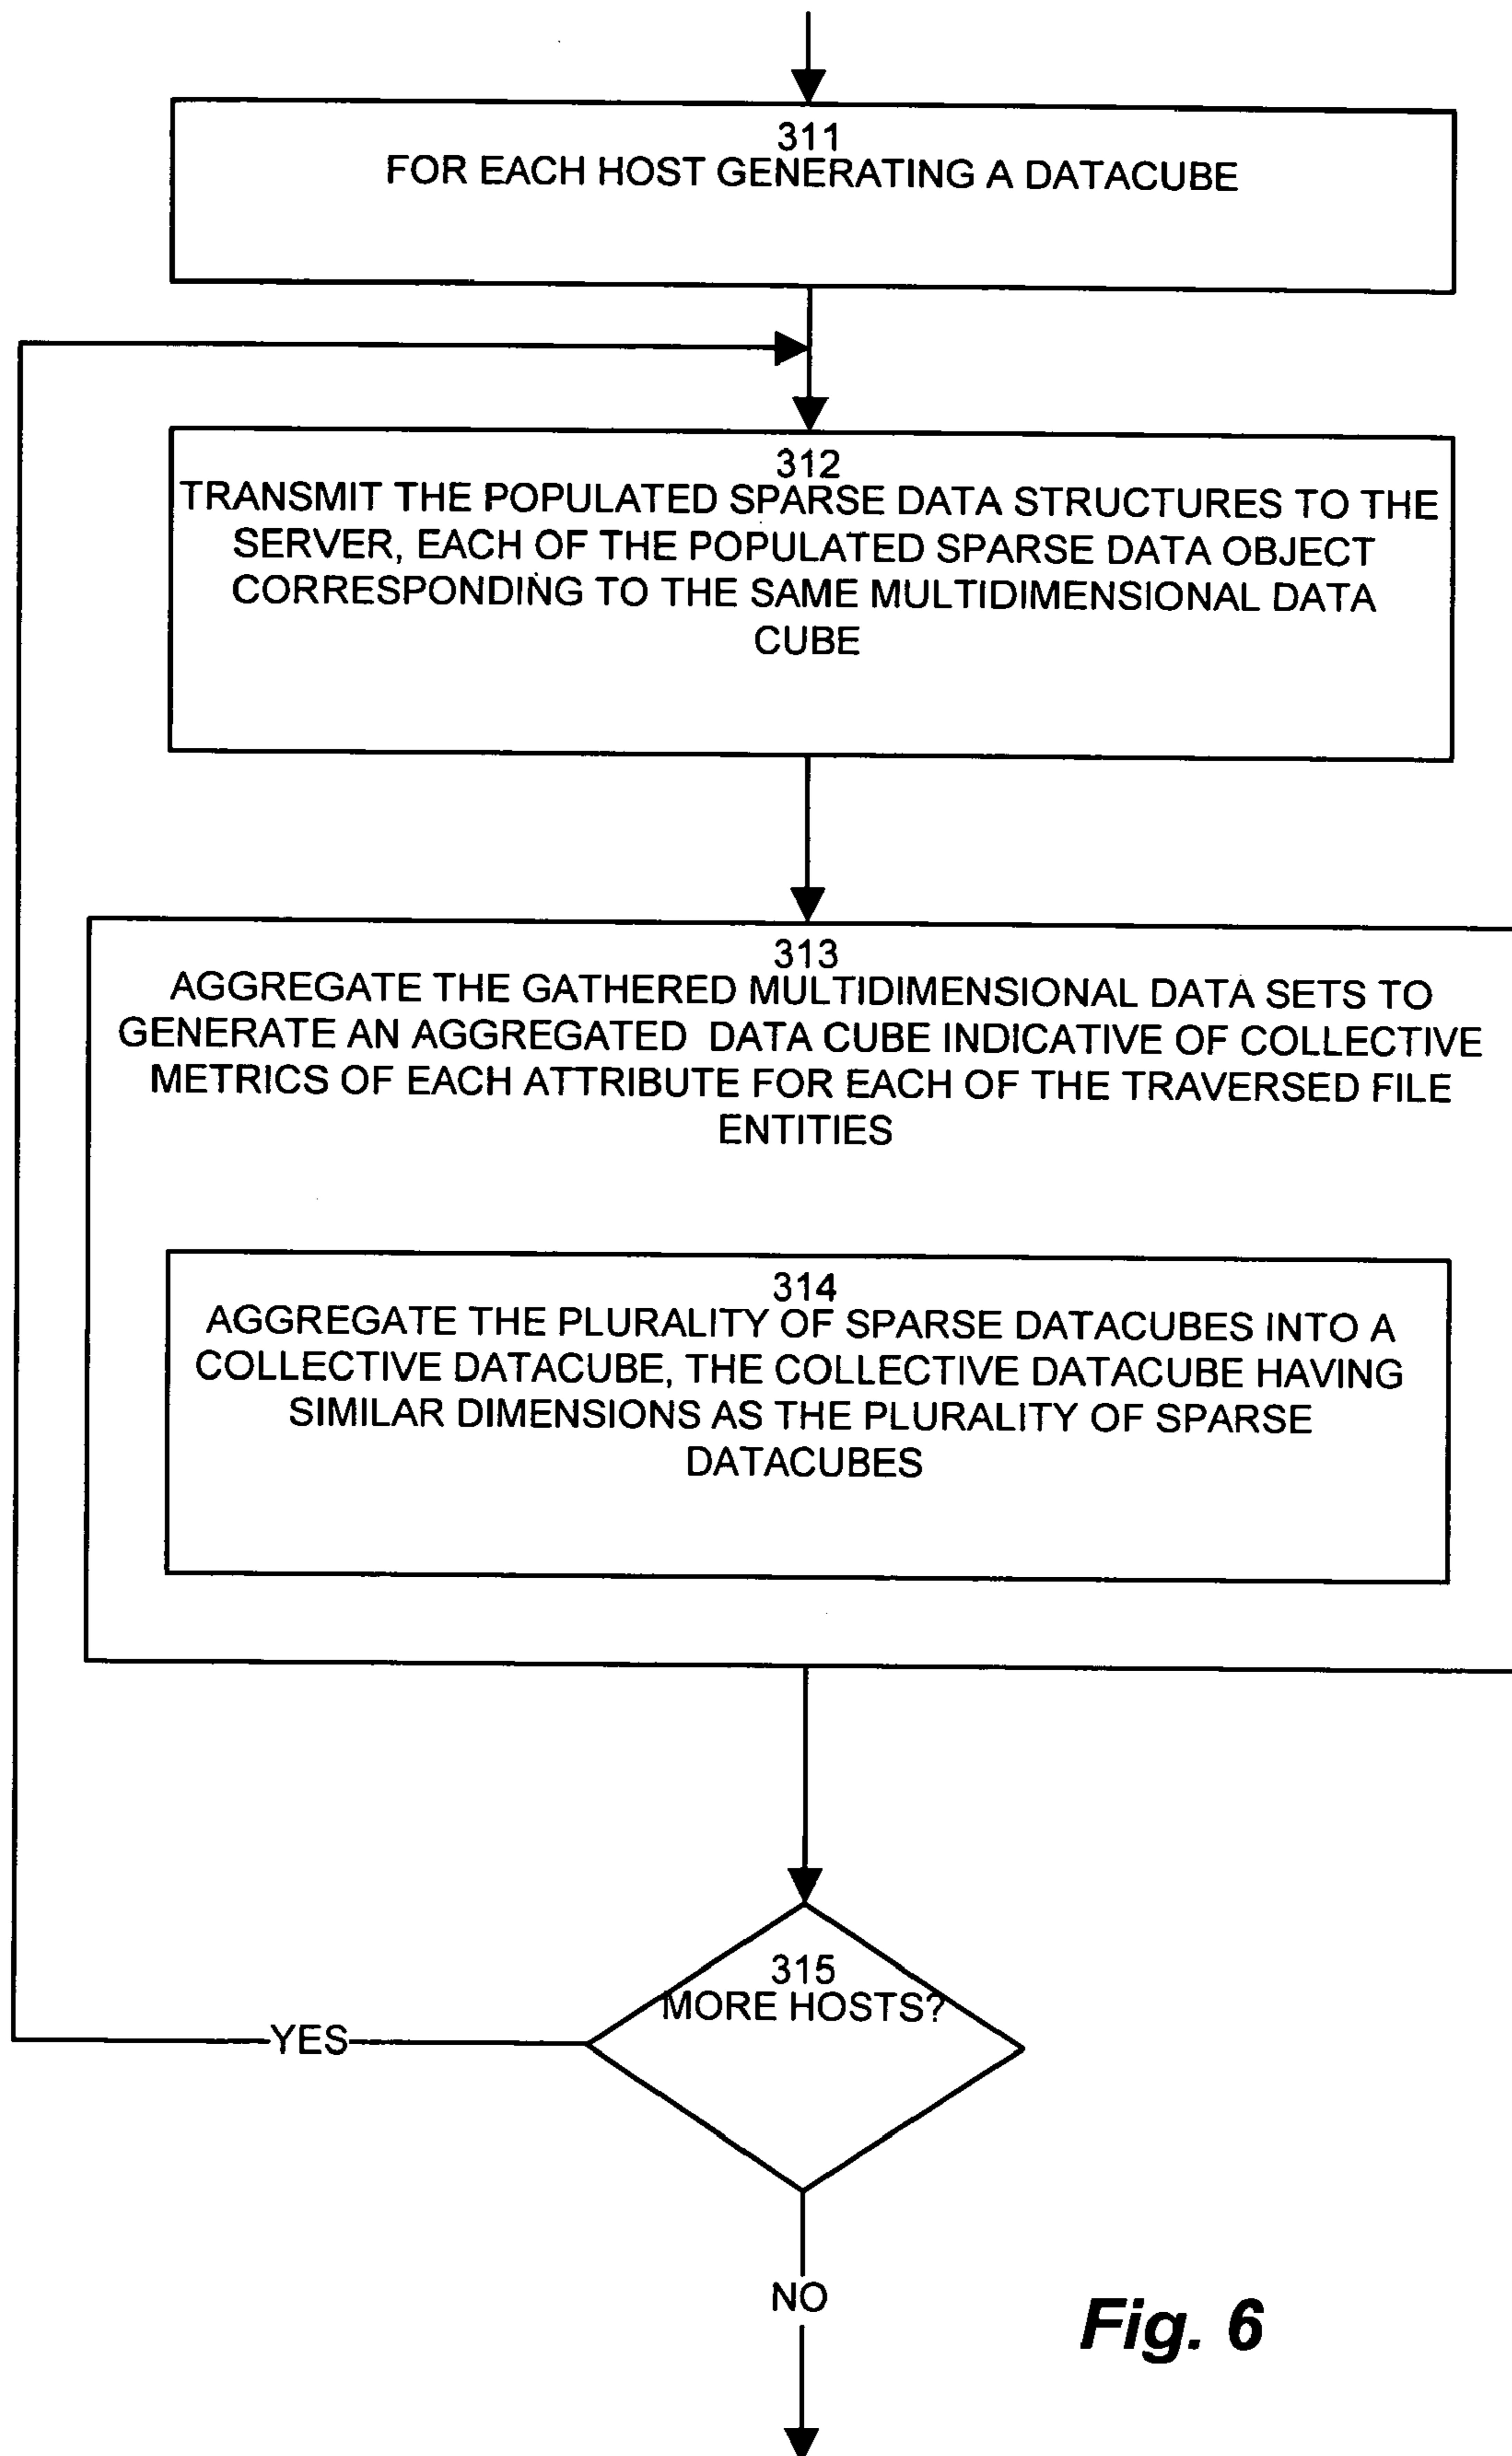 311
FOR EACH HOST GENERATING A DATACUBE
312
TRANSMIT THE POPULATED SPARSE DATA STRUCTURES TO THE
SERVER, EACH OF THE POPULATED SPARSE DATA OBJECT
CORRESPONDING TO THE SAME MULTIDIMENSIONAL DATA
CUBE
313
AGGREGATE THE GATHERED MULTIDIMENSIONAL DATA SETS TO
GENERATE AN AGGREGATED DATA CUBE INDICATIVE OF COLLECTIVE
METRICS OF EACH ATTRIBUTE FOR EACH OF THE TRAVERSED FILE
ENTITIES
314
AGGREGATE THE PLURALITY OF SPARSE DATACUBES INTO A
COLLECTIVE DATACUBE, THE COLLECTIVE DATACUBE HAVING
SIMILAR DIMENSIONS AS THE PLURALITY OF SPARSE
DATACUBES
315
MORE HOSTS?
YES
NO
Fig. 6